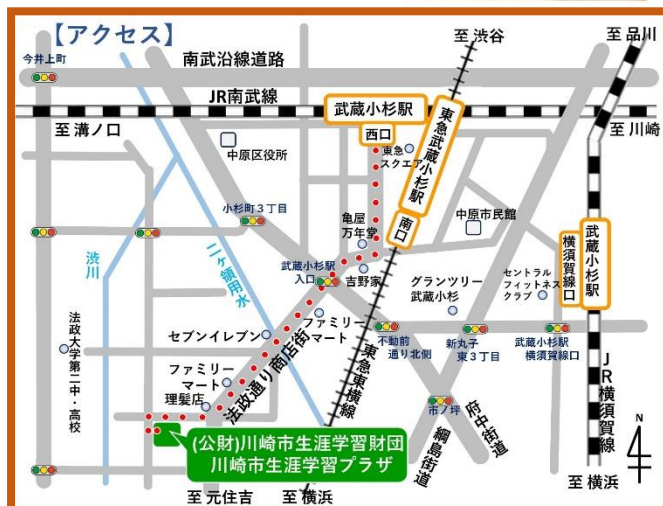 【アクセス】
至 渋谷
至 品川
今井上町
南武沿線道路
JR南武線
武蔵小杉駅
西口
至 溝ノ口
至 川崎
東急武蔵小杉駅
南口
東急
スクエア
中原区役所
小杉町3丁目
亀屋
万年堂
中原市民館
武蔵小杉駅
横須賀線口
渋川
二ヶ領用水
武蔵小杉駅
入口
吉野家
グランツリー
武蔵小杉
セントラル
フィットネス
クラブ
ファミリー
マート
セブンイレブン
不動前
通り北側
新丸子
東3丁目
武蔵小杉駅
横須賀線口
法政大学第二中・高校
法政通り商店街
ファミリー
マート
理髪店
東急東横線
JR横須賀線
市ノ坪
府中街道
綱島街道
N
(公財)川崎市生涯学習財団
川崎市生涯学習プラザ
至 元住吉
至 横浜
至 横浜